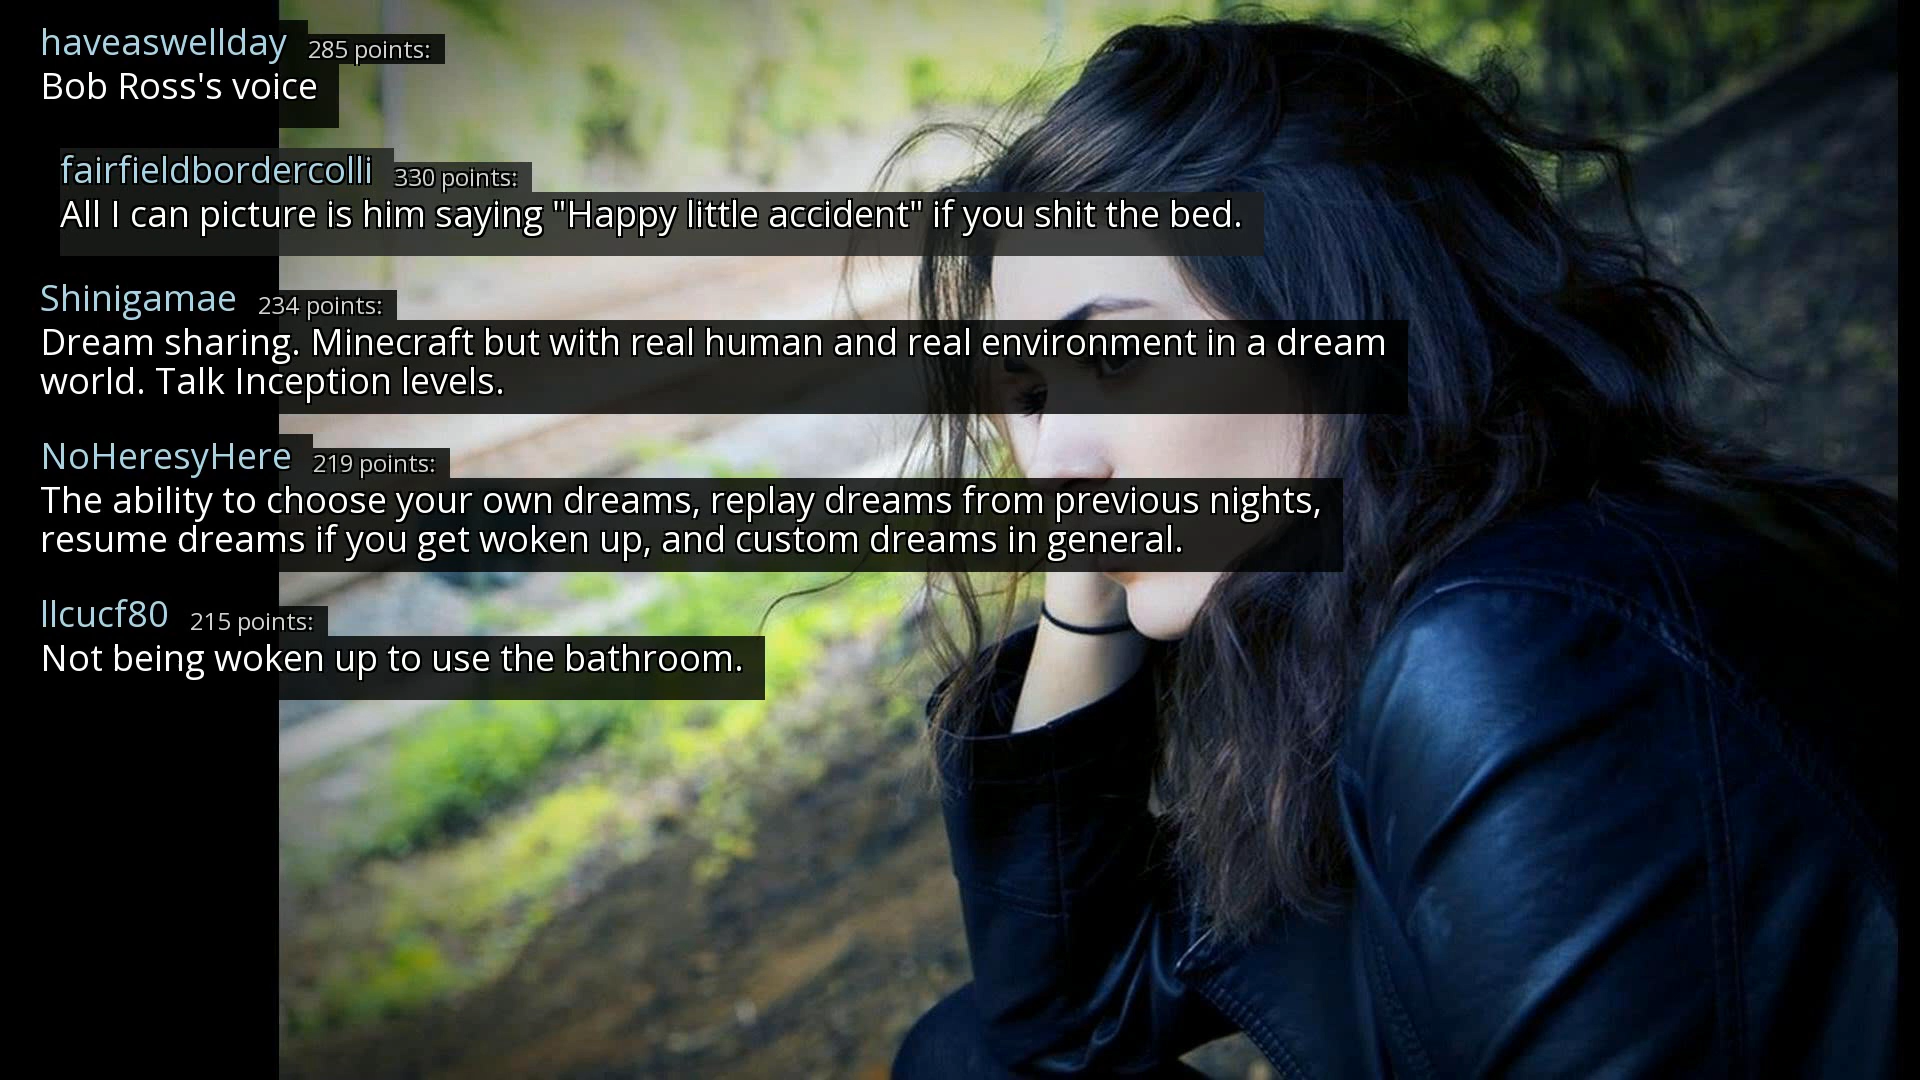 haveaswellday 285 points:
Bob Ross's voice
fairfieldbordercolli 330 points:
All I can picture is him saying "Happy little accident" if you shit the bed.
Shinigamae 234 points:
Dream sharing. Minecraft but with real human and real environment in a dream
world. Talk Inception levels.
NoHeresyHere 219 points:
The ability to choose your own dreams, replay dreams from previous nights,
resume dreams if you get woken up, and custom dreams in general.
llcucf80 215 points:
Not being woken up to use the bathroom.